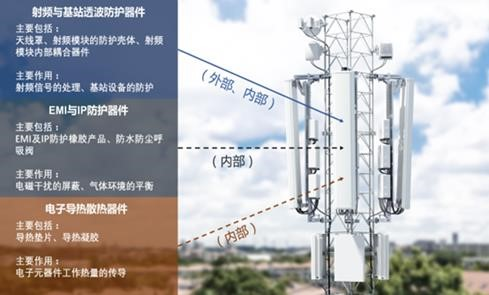 射频与基站透波防护器件
主要包括：
天线罩、射频模块的防护壳体、射频
模块内部耦合器件
主要作用：
射频信号的处理、基站设备的防护
（外部、内部）
EMI与IP防护器件
主要包括：
EMI及IP防护橡胶产品、防水防尘呼
吸阀
主要作用：
电磁干扰的屏蔽、气体环境的平衡
（内部）
电子导热散热器件
主要包括：
导热垫片、导热凝胶
主要作用：
电子元器件工作热量的传导
（内部）